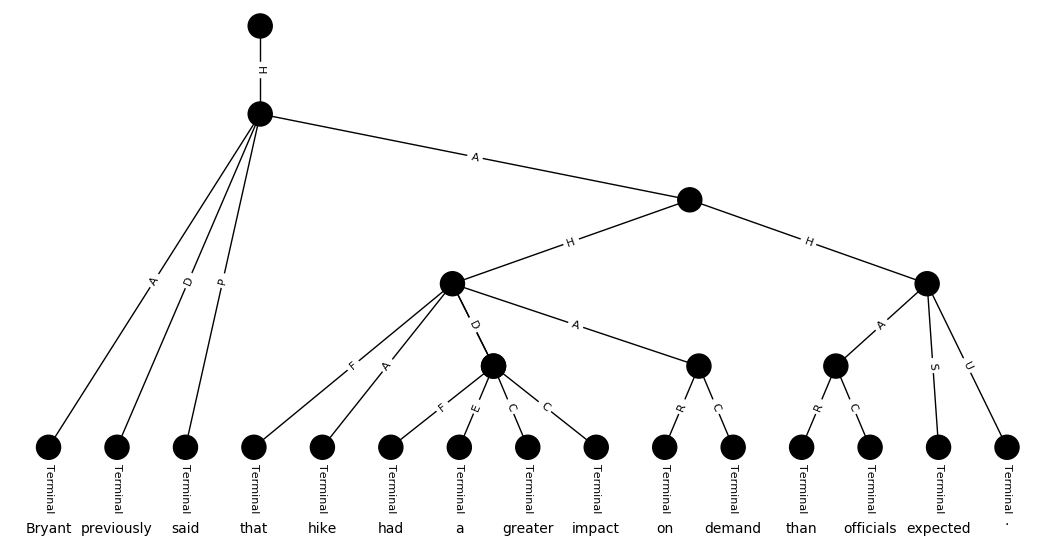 H
A
H
H
A
D
P
F
A
D
A
A
S
U
F
E
C
C
R
C
R
C
Terminal Terminal Terminal Terminal Terminal Terminal Terminal Terminal Terminal Terminal Terminal Terminal Terminal Terminal Terminal
Bryant previously said that hike had a greater impact on demand than officials expected .